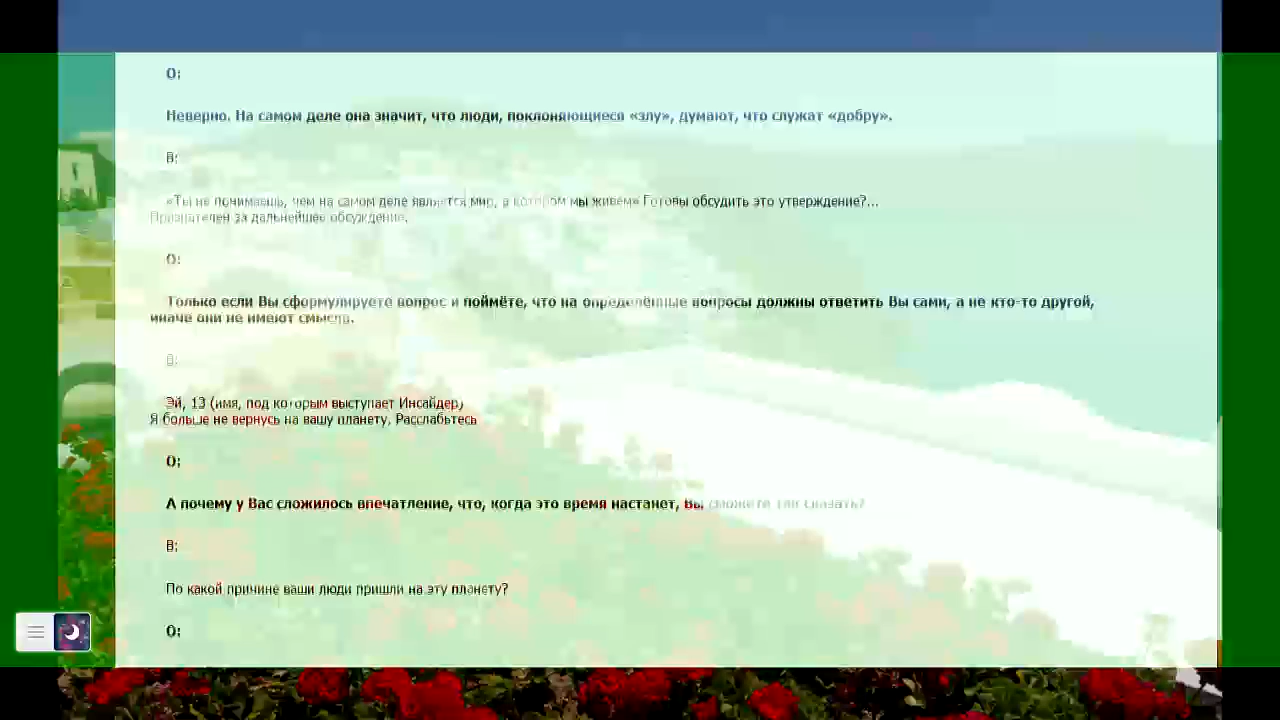 О:
Неверно. На самом деле она значит, что люди, поклоняющиеся «злу», думают, что служат «добру».
В:
«Ты не понимаешь, чем на самом деле является мир, в котором мы живём» Готовы обсудить это утверждение?...
Признателен за дальнейшее обсуждение.
О:
Только если Вы сформулируете вопрос и поймёте, что на определённые вопросы должны ответить Вы сами, а не кто-то другой,
иначе они не имеют смысла.
В:
Эй, 13 (имя, под которым выступает Инсайдер)
Я больше не вернусь на вашу планету. Расслабьтесь
О:
А почему у Вас сложилось впечатление, что, когда это время настанет, Вы сможете так сказать?
В:
По какой причине ваши люди пришли на эту планету?
О: